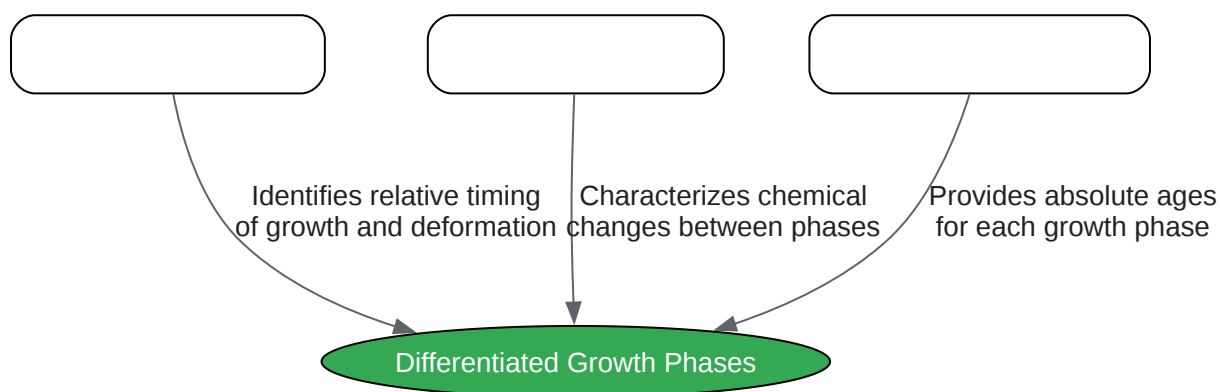 Identifies relative timing
of growth and deformation
Characterizes chemical
changes between phases
Provides absolute ages
for each growth phase
Differentiated Growth Phases